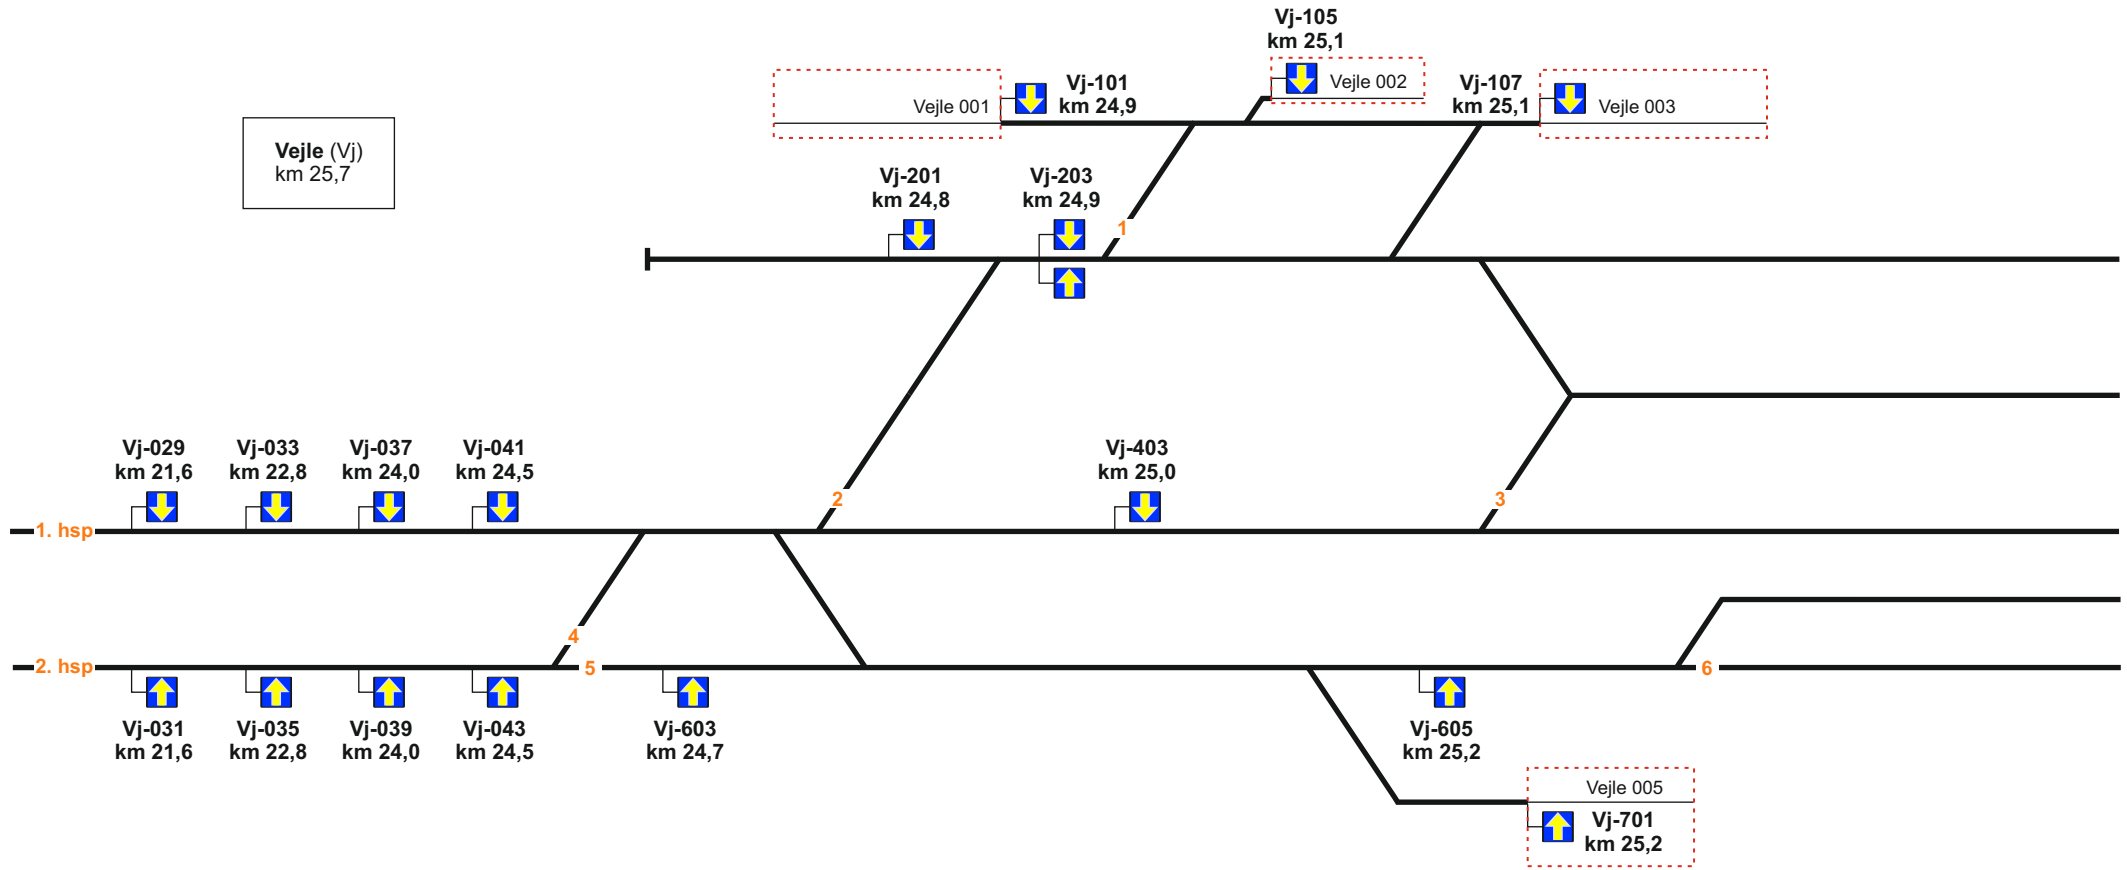 Vj-105
km 25,1
Vejle 001
Vj-101
km 24,9
Vejle 002
Vj-107
km 25,1
Vejle 003
Vejle (Vj)
km 25,7
Vj-201
km 24,8
Vj-203
km 24,9
1
Vj-029
km 21,6
Vj-033
km 22,8
Vj-037
km 24,0
Vj-041
km 24,5
Vj-403
km 25,0
2
3
1. hsp
4
2. hsp
5
6
Vj-031
km 21,6
Vj-035
km 22,8
Vj-039
km 24,0
Vj-043
km 24,5
Vj-603
km 24,7
Vj-605
km 25,2
Vejle 005
Vj-701
km 25,2